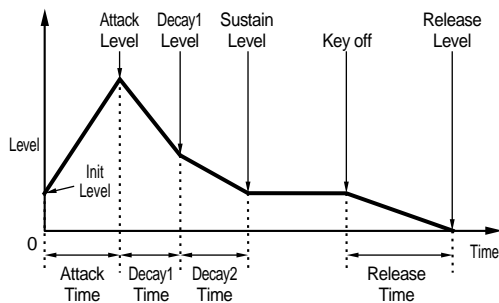 Attack Level
Decay1 Level
Sustain Level
Key off
Release Level
Level
Init Level
0
Time
Attack Time
Decay1 Time
Decay2 Time
Release Time